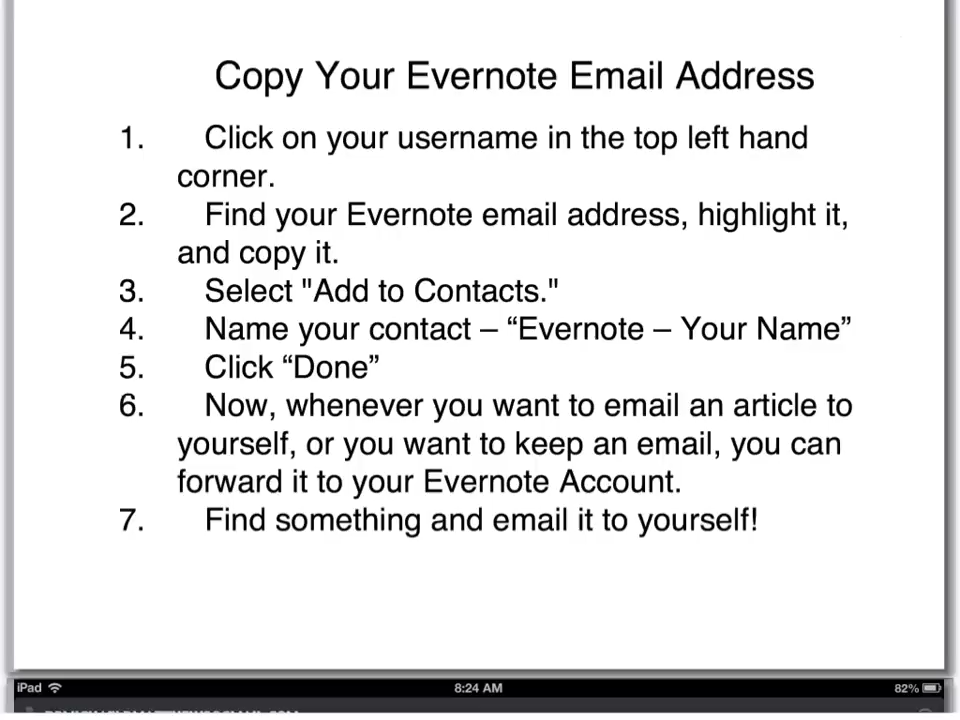 Copy Your Evernote Email Address
1. Click on your username in the top left hand
corner.
2. Find your Evernote email address, highlight it,
and copy it.
3. Select "Add to Contacts."
4. Name your contact – “Evernote – Your Name”
5. Click “Done”
6. Now, whenever you want to email an article to
yourself, or you want to keep an email, you can
forward it to your Evernote Account.
7. Find something and email it to yourself!
iPad 8:24 AM 82%